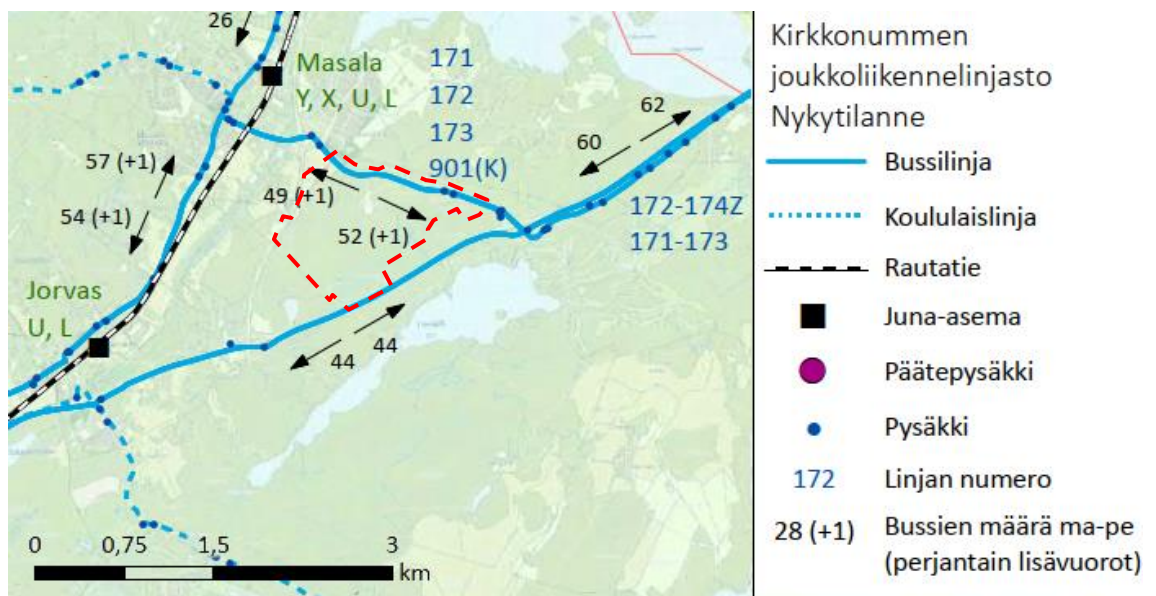 26
Masala
Y, X, U, L
171
172
173
901(K)
62
60
57 (+1)
49 (+1)
54 (+1)
52 (+1)
172-174Z
171-173
Jorvas
U, L
44
44
0 0,75 1,5 3
km
Kirkkonummen
joukkoliikennelinjasto
Nykytilanne
Bussilinja
Koululaislinja
Rautatie
Juna-asema
Päätepysäkki
Pysäkki
172 Linjan numero
28 (+1) Bussien määrä ma-pe
(perjantain lisävuorot)